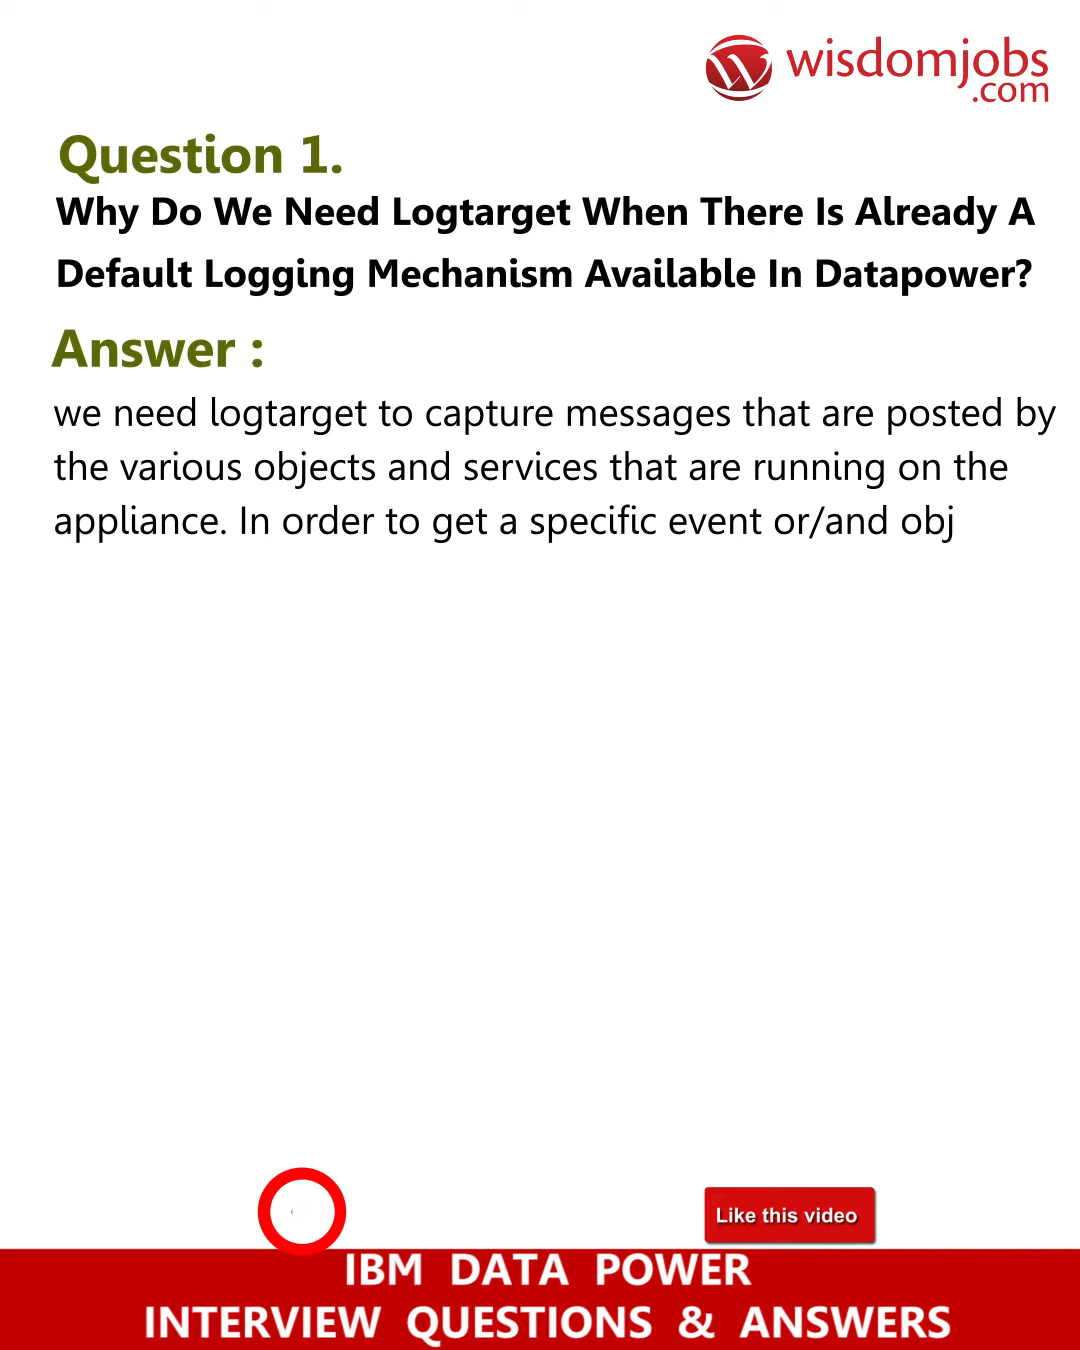 wisdomjobs
.com
Question 1.
Why Do We Need Logtarget When There Is Already A
Default Logging Mechanism Available In Datapower?
Answer :
we need logtarget to capture messages that are posted by
the various objects and services that are running on the
appliance. In order to get a specific event or/and obj
Like this video
IBM DATA POWER
INTERVIEW QUESTIONS & ANSWERS